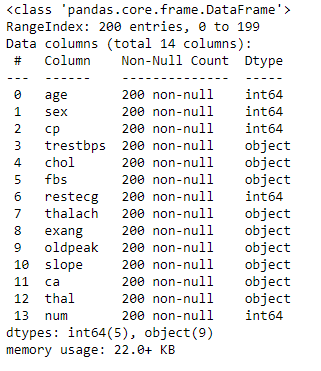 <class 'pandas.core.frame.DataFrame'>
RangeIndex: 200 entries, 0 to 199
Data columns (total 14 columns):
 #   Column    Non-Null Count  Dtype
---  ------    --------------  -----
 0   age       200 non-null    int64
 1   sex       200 non-null    int64
 2   cp        200 non-null    int64
 3   trestbps  200 non-null    object
 4   chol      200 non-null    object
 5   fbs       200 non-null    object
 6   restecg   200 non-null    int64
 7   thalach   200 non-null    object
 8   exang     200 non-null    object
 9   oldpeak   200 non-null    object
 10  slope     200 non-null    object
 11  ca        200 non-null    object
 12  thal      200 non-null    object
 13  num       200 non-null    int64
dtypes: int64(5), object(9)
memory usage: 22.0+ KB